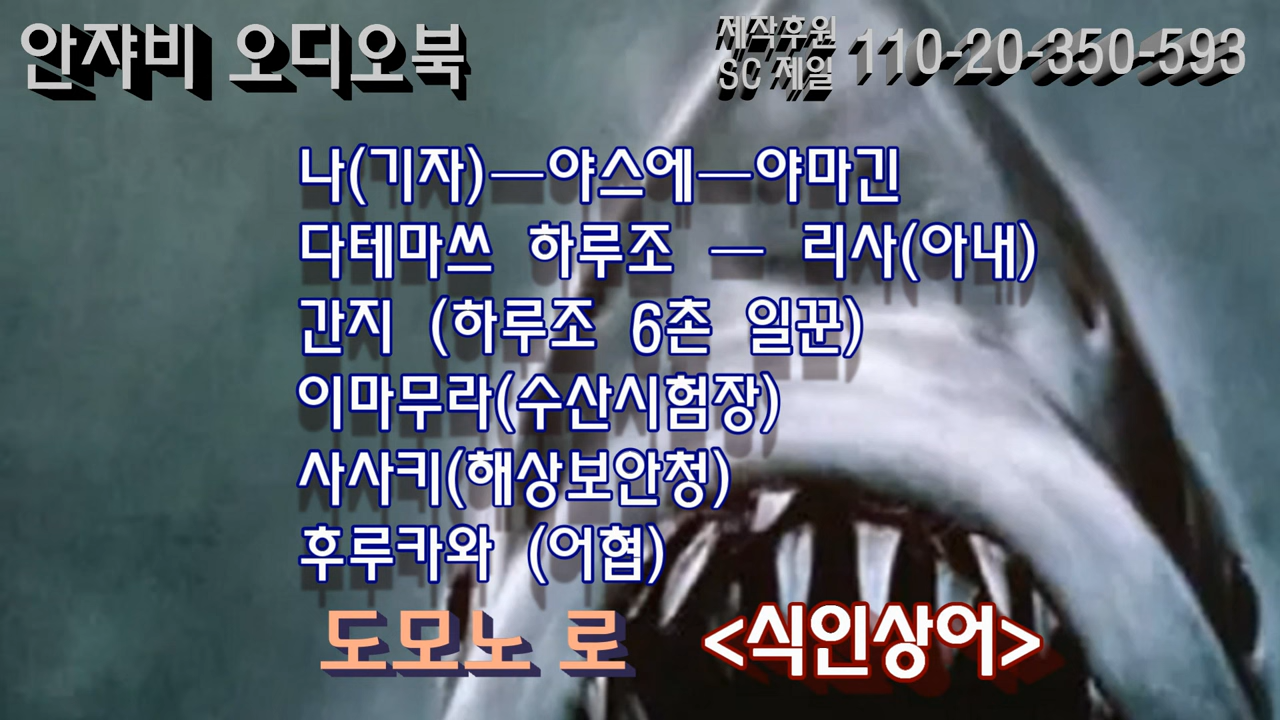 안쟈비 오디오북
제작후원
SC 제일
110-20-350-593
나(기자)—야스에—야마긴
다테마쓰 하루조 — 리사(아내)
간지 (하루조 6촌 일꾼)
이마무라(수산시험장)
사사키(해상보안청)
후루카와 (어협)
도모노 로 <식인상어>